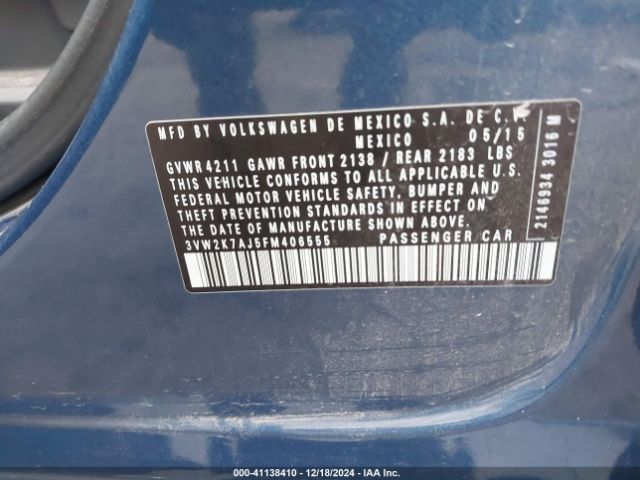 MFD BY VOLKSWAGEN DE MEXICO S.A. DE C.V.
MEXICO 05/15
GVWR 4211 GAWR FRONT 2138 / REAR 2183 LBS
THIS VEHICLE CONFORMS TO ALL APPLICABLE U.S.
FEDERAL MOTOR VEHICLE SAFETY, BUMPER AND
THEFT PREVENTION STANDARDS IN EFFECT ON
THE DATE OF MANUFACTURE SHOWN ABOVE.
3VW2K7AJ5FM406555 PASSENGER CAR
2146934 3016 M
000-41138410 - 12/18/2024 - IAA Inc.